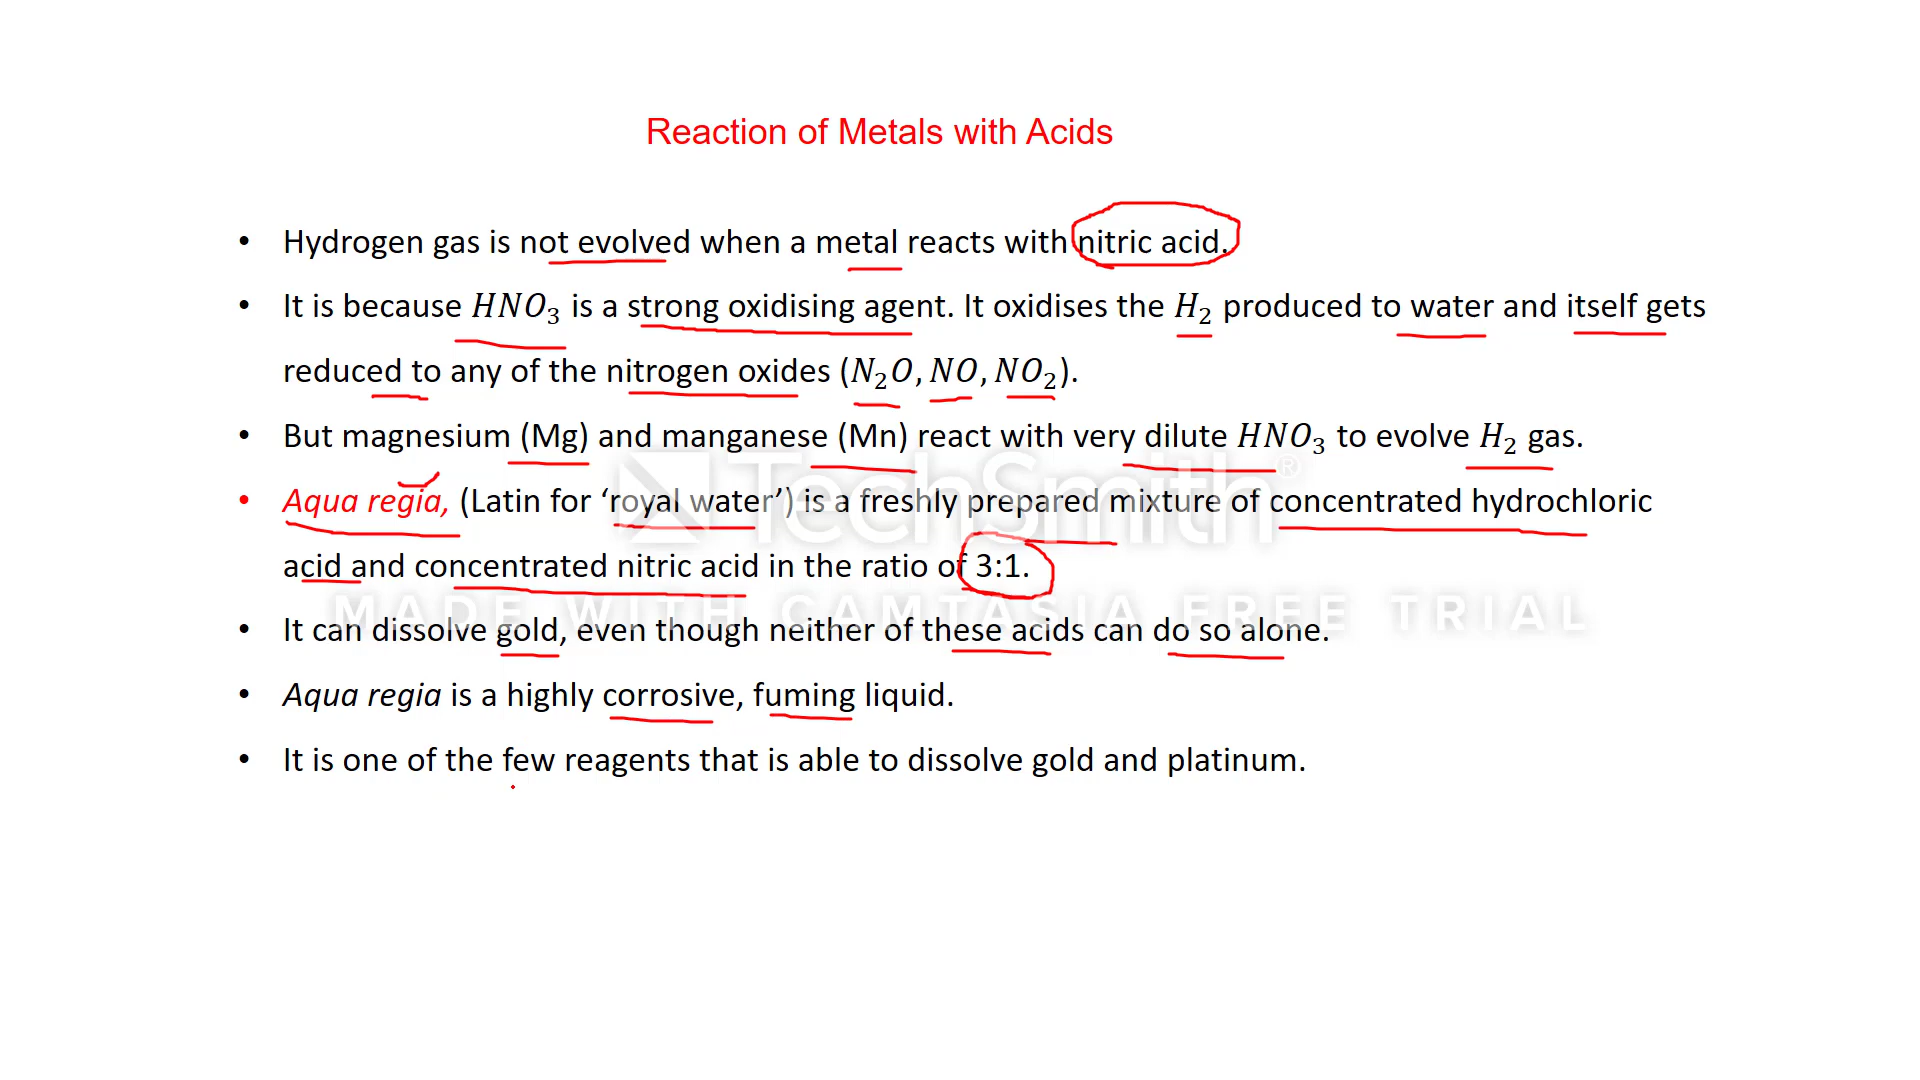 Reaction of Metals with Acids
• Hydrogen gas is not evolved when a metal reacts with nitric acid.
• It is because HNO₃ is a strong oxidising agent. It oxidises the H₂ produced to water and itself gets
reduced to any of the nitrogen oxides (N₂O, NO, NO₂).
• But magnesium (Mg) and manganese (Mn) react with very dilute HNO₃ to evolve H₂ gas.
• Aqua regia, (Latin for ‘royal water’) is a freshly prepared mixture of concentrated hydrochloric
acid and concentrated nitric acid in the ratio of 3:1.
• It can dissolve gold, even though neither of these acids can do so alone.
• Aqua regia is a highly corrosive, fuming liquid.
• It is one of the few reagents that is able to dissolve gold and platinum.
TechSmith®
MADE WITH CAMTASIA FREE TRIAL